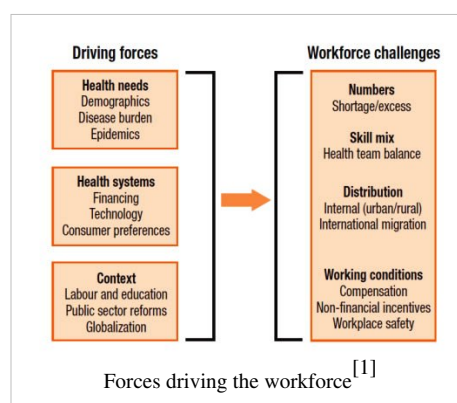 Driving forces
Health needs
Demographics
Disease burden
Epidemics
Health systems
Financing
Technology
Consumer preferences
Context
Labour and education
Public sector reforms
Globalization
Workforce challenges
Numbers
Shortage/excess
Skill mix
Health team balance
Distribution
Internal (urban/rural)
International migration
Working conditions
Compensation
Non-financial incentives
Workplace safety
Forces driving the workforce[1]